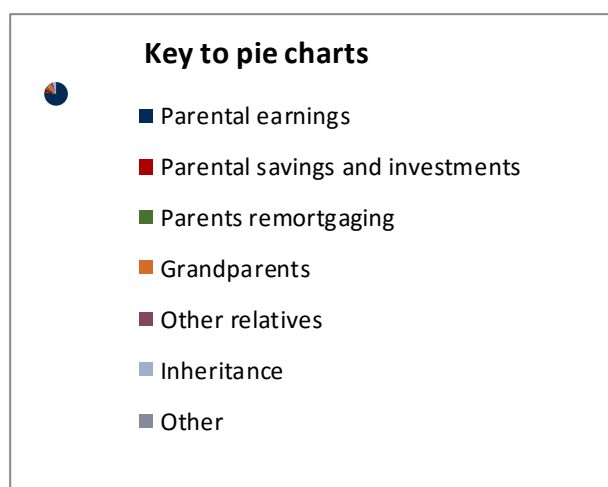 Key to pie charts
Parental earnings
Parental savings and investments
Parents remortgaging
Grandparents
Other relatives
Inheritance
Other